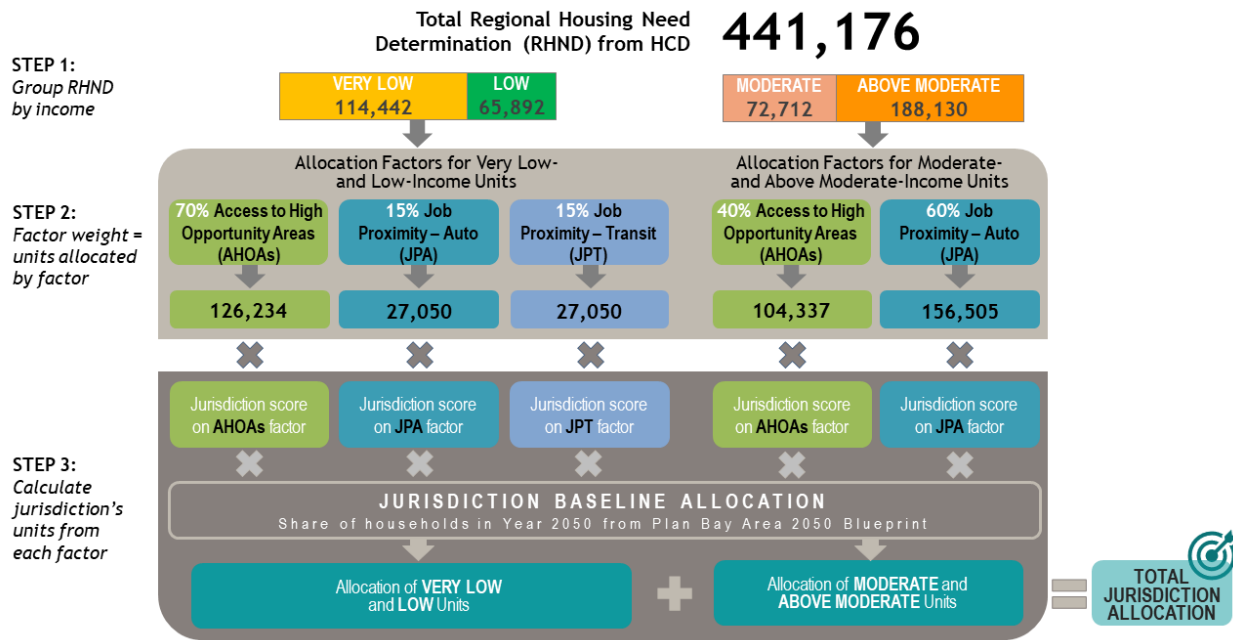 Total Regional Housing Need
Determination (RHND) from HCD
441,176
STEP 1:
Group RHND
by income
VERY LOW
114,442
LOW
65,892
MODERATE
72,712
ABOVE MODERATE
188,130
Allocation Factors for Very Low-
and Low-Income Units
Allocation Factors for Moderate-
and Above Moderate-Income Units
STEP 2:
Factor weight =
units allocated
by factor
70% Access to High
Opportunity Areas
(AHOAs)
15% Job
Proximity – Auto
(JPA)
15% Job
Proximity – Transit
(JPT)
40% Access to High
Opportunity Areas
(AHOAs)
60% Job
Proximity – Auto
(JPA)
126,234
27,050
27,050
104,337
156,505
Jurisdiction score
on AHOAs factor
Jurisdiction score
on JPA factor
Jurisdiction score
on JPT factor
Jurisdiction score
on AHOAs factor
Jurisdiction score
on JPA factor
STEP 3:
Calculate
jurisdiction's
units from
each factor
JURISDICTION BASELINE ALLOCATION
Share of households in Year 2050 from Plan Bay Area 2050 Blueprint
Allocation of VERY LOW
and LOW Units
Allocation of MODERATE and
ABOVE MODERATE Units
TOTAL
JURISDICTION
ALLOCATION